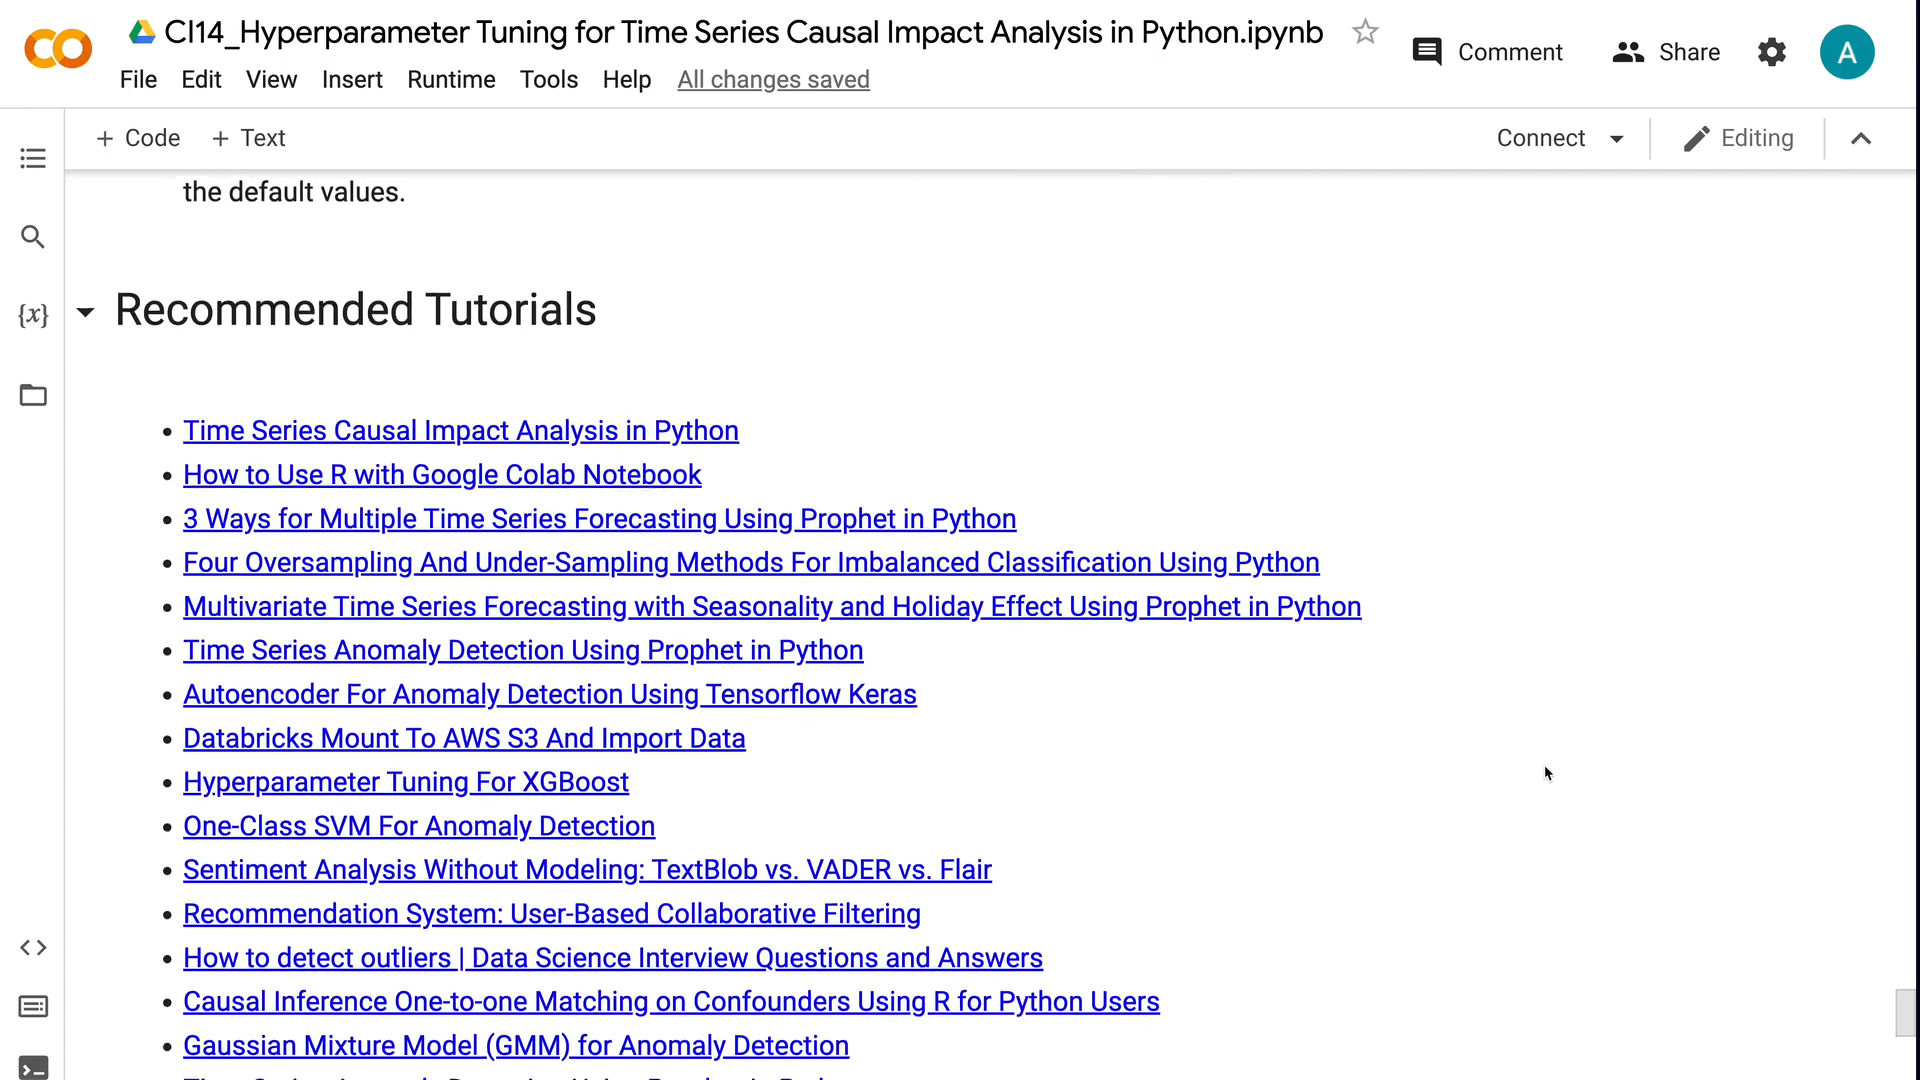 CI14_Hyperparameter Tuning for Time Series Causal Impact Analysis in Python.ipynb
File Edit View Insert Runtime Tools Help All changes saved
Comment Share A
+ Code + Text Connect Editing
the default values.
{x}
Recommended Tutorials
• Time Series Causal Impact Analysis in Python
• How to Use R with Google Colab Notebook
• 3 Ways for Multiple Time Series Forecasting Using Prophet in Python
• Four Oversampling And Under-Sampling Methods For Imbalanced Classification Using Python
• Multivariate Time Series Forecasting with Seasonality and Holiday Effect Using Prophet in Python
• Time Series Anomaly Detection Using Prophet in Python
• Autoencoder For Anomaly Detection Using Tensorflow Keras
• Databricks Mount To AWS S3 And Import Data
• Hyperparameter Tuning For XGBoost
• One-Class SVM For Anomaly Detection
• Sentiment Analysis Without Modeling: TextBlob vs. VADER vs. Flair
• Recommendation System: User-Based Collaborative Filtering
• How to detect outliers | Data Science Interview Questions and Answers
• Causal Inference One-to-one Matching on Confounders Using R for Python Users
• Gaussian Mixture Model (GMM) for Anomaly Detection